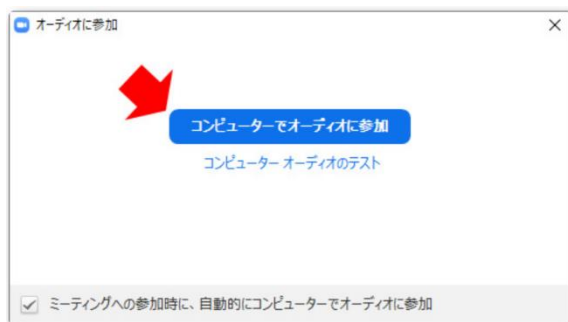 オーディオに参加
コンピューターでオーディオに参加
コンピューター オーディオのテスト
ミーティングへの参加時に、自動的にコンピューターでオーディオに参加